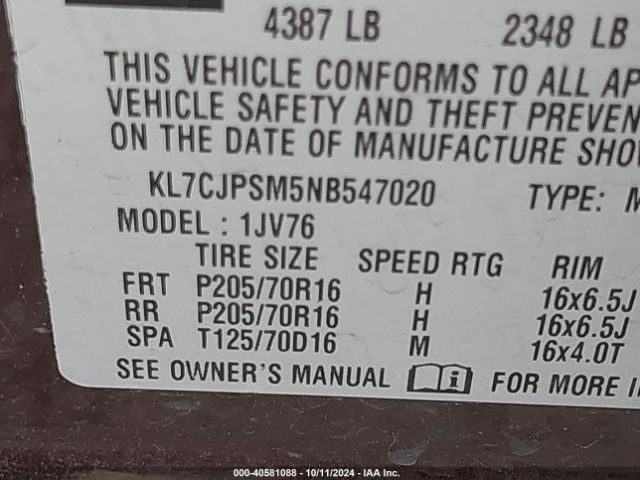 4387 LB 2348 LB
THIS VEHICLE CONFORMS TO ALL AP
VEHICLE SAFETY AND THEFT PREVEN
ON THE DATE OF MANUFACTURE SHO
KL7CJPSM5NB547020 TYPE: M
MODEL : 1JV76
TIRE SIZE SPEED RTG RIM
FRT P205/70R16 H 16x6.5J
RR P205/70R16 H 16x6.5J
SPA T125/70D16 M 16x4.0T
SEE OWNER'S MANUAL i FOR MORE I
000-40581088 - 10/11/2024 - IAA Inc.